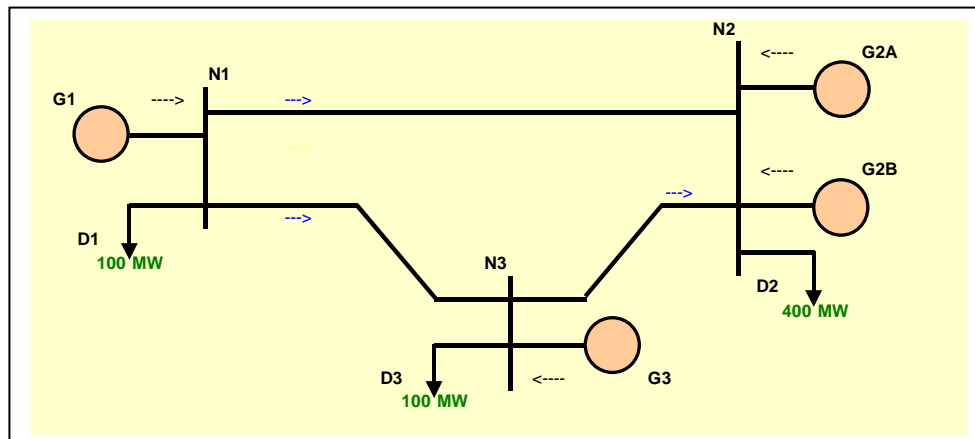 N2
G2A
<----
N1
G1
---->
--->
--->
<----
G2B
--->
--->
D1
100 MW
N3
D2
400 MW
D3
100 MW
<----
G3